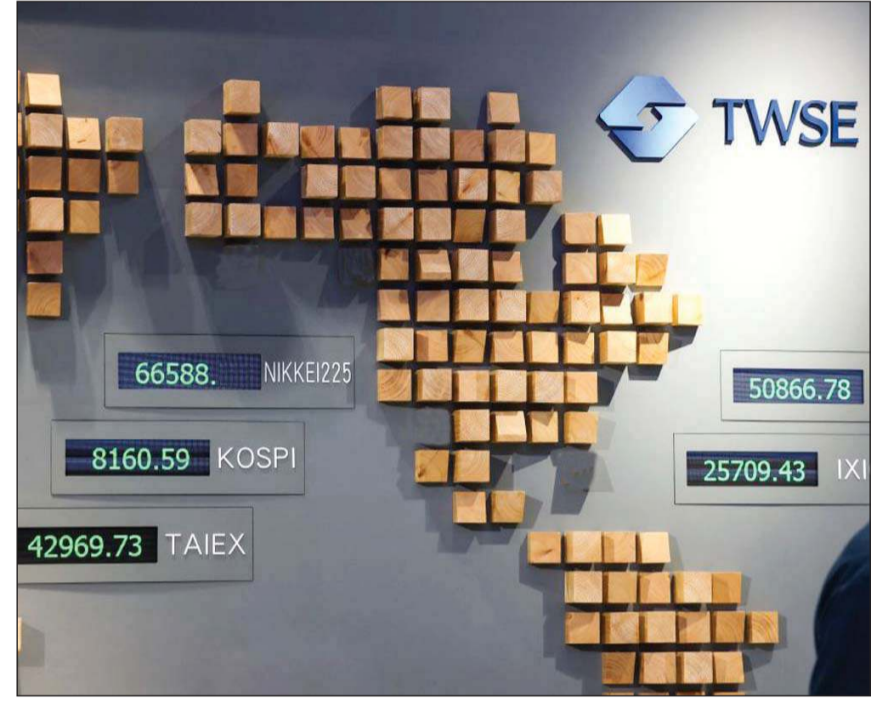 TWSE
66588. NIKKEI225
50866.78
8160.59 KOSPI
25709.43 IXI
42969.73 TAIEX